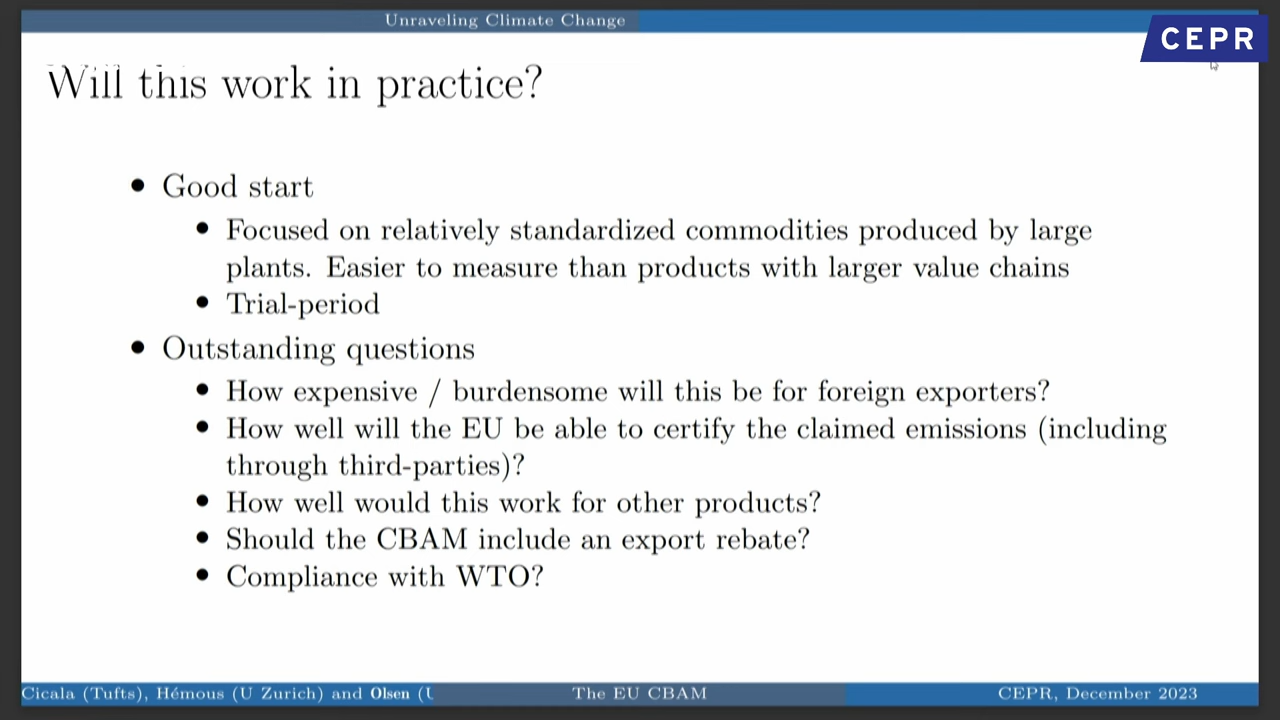 Unraveling Climate Change
CEPR
Will this work in practice?
• Good start
• Focused on relatively standardized commodities produced by large
plants. Easier to measure than products with larger value chains
• Trial-period
• Outstanding questions
• How expensive / burdensome will this be for foreign exporters?
• How well will the EU be able to certify the claimed emissions (including
through third-parties)?
• How well would this work for other products?
• Should the CBAM include an export rebate?
• Compliance with WTO?
Cicala (Tufts), Hémous (U Zurich) and Olsen (U
The EU CBAM
CEPR, December 2023